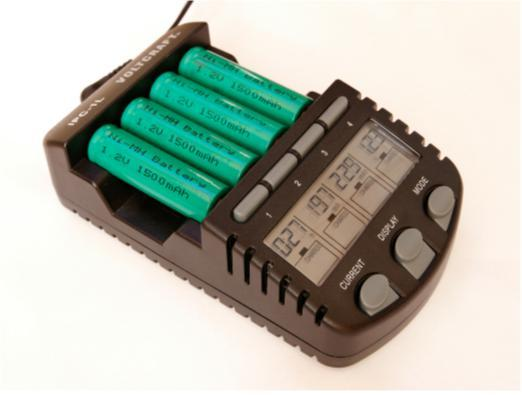 VOLTCRAFT
IPC-1L
Ni-MH Battery
1.2V 1500mAh
Ni-MH Battery
1.2V 1500mAh
Ni-MH Battery
1.2V 1500mAh
Ni-MH Battery
1.2V 1500mAh
1 2 3 4
CURRENT DISPLAY MODE